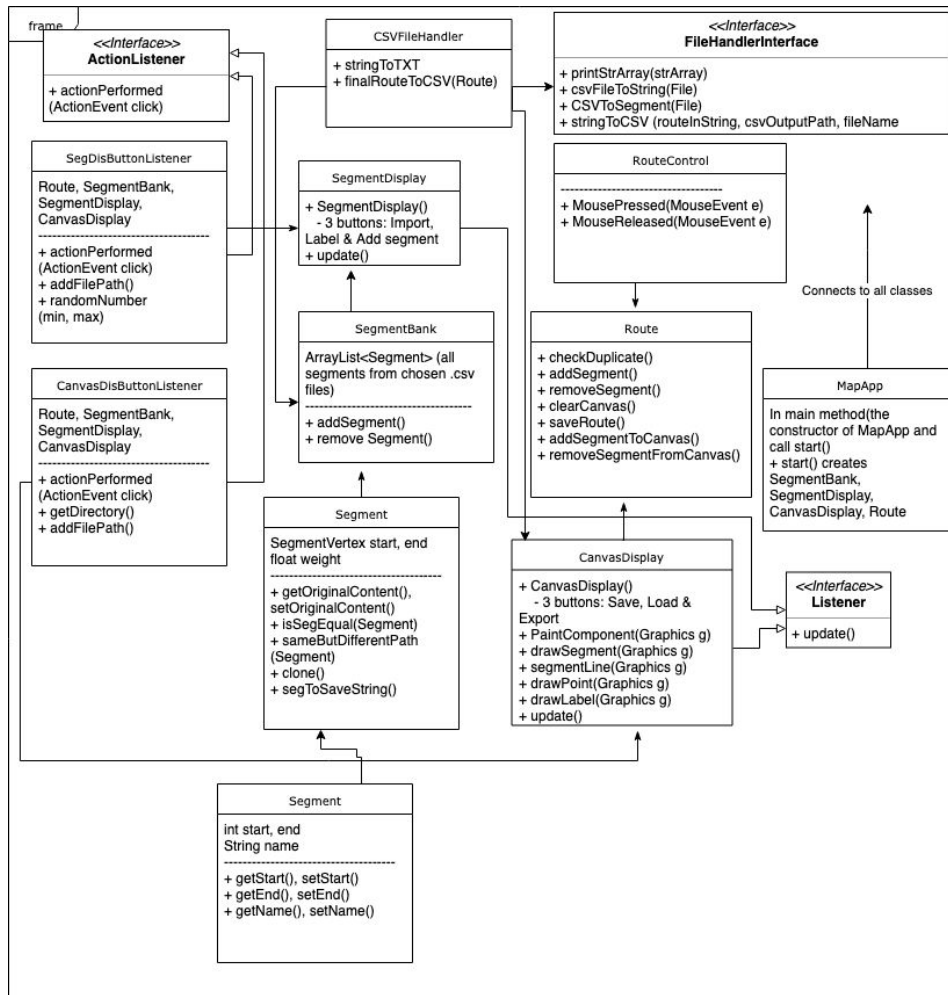 frame
<<Interface>>
ActionListener
+ actionPerformed
(ActionEvent click)
CSVFileHandler
+ stringToTXT
+ finalRouteToCSV(Route)
<<Interface>>
FileHandlerInterface
+ printStrArray(strArray)
+ csvFileToString(File)
+ CSVToSegment(File)
+ stringToCSV (routeInString, csvOutputPath, fileName
SegDisButtonListener
Route, SegmentBank,
SegmentDisplay,
CanvasDisplay
------------------------------------
+ actionPerformed
(ActionEvent click)
+ addFilePath()
+ randomNumber
(min, max)
SegmentDisplay
+ SegmentDisplay()
- 3 buttons: Import,
Label & Add segment
+ update()
RouteControl
------------------------------------
+ MousePressed(MouseEvent e)
+ MouseReleased(MouseEvent e)
Connects to all classes
SegmentBank
ArrayList<Segment> (all
segments from chosen .csv
files)
------------------------------------
+ addSegment()
+ remove Segment()
Route
+ checkDuplicate()
+ addSegment()
+ removeSegment()
+ clearCanvas()
+ saveRoute()
+ addSegmentToCanvas()
+ removeSegmentFromCanvas()
CanvasDisButtonListener
Route, SegmentBank,
SegmentDisplay,
CanvasDisplay
------------------------------------
+ actionPerformed
(ActionEvent click)
+ getDirectory()
+ addFilePath()
MapApp
In main method(the
constructor of MapApp and
call start()
+ start() creates
SegmentBank,
SegmentDisplay,
CanvasDisplay, Route
Segment
SegmentVertex start, end
float weight
------------------------------------
+ getOriginalContent(),
setOriginalContent()
+ isSegEqual(Segment)
+ sameButDifferentPath
(Segment)
+ clone()
+ segToSaveString()
CanvasDisplay
+ CanvasDisplay()
- 3 buttons: Save, Load &
Export
+ PaintComponent(Graphics g)
+ drawSegment(Graphics g)
+ segmentLine(Graphics g)
+ drawPoint(Graphics g)
+ drawLabel(Graphics g)
+ update()
<<Interface>>
Listener
+ update()
Segment
int start, end
String name
------------------------------------
+ getStart(), setStart()
+ getEnd(), setEnd()
+ getName(), setName()